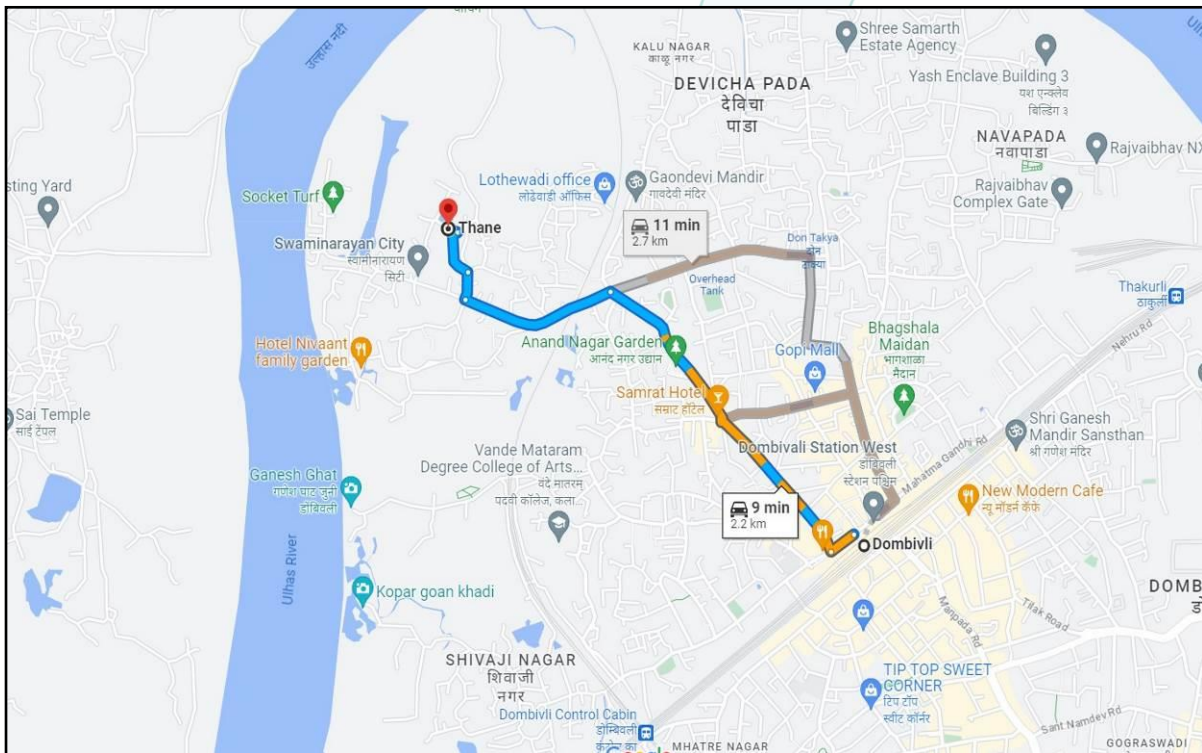 KALU NAGAR
काळू नगर
DEVICHA PADA
देविचा
पाडा
Shree Samarth
Estate Agency
Yash Enclave Building 3
यश एन्क्लेव
बिल्डिंग ३
NAVAPADA
नवापाडा
Rajvaibhav NX
Rajvaibhav
Complex Gate
उल्हास नदी
sting Yard
Socket Turf
Lothewadi office
लोढेवाडी ऑफिस
Gaondevi Mandir
गावदेवी मंदिर
Thane
Swaminarayan City
स्वामीनारायण
सिटी
11 min
2.7 km
Don Takya
दोन
टाक्या
Overhead
Tank
Thakurli
ठाकुर्ली
Nehru Rd
Hotel Nivaant
family garden
Anand Nagar Garden
आनंद नगर उद्यान
Gopi Mall
Bhagshala
Maidan
भागशाळा
मैदान
Samrat Hotel
सम्राट हॉटेल
Sai Temple
साई टेंपल
Vande Mataram
Degree College of Arts...
वंदे मातरम्
पदवी कॉलेज, कला...
Dombivali Station West
डोंबिवली
स्टेशन पश्चिम
Mahatma Gandhi Rd
Shri Ganesh
Mandir Sansthan
श्री गणेश मंदिर
Ganesh Ghat
गणेश घाट जुनी
डोंबिवली
9 min
2.2 km
New Modern Cafe
न्यू मॉडर्न कॅफे
Dombivli
Ulhas River
Kopar goan khadi
Manpada Rd
Tilak Road
DOMB
SHIVAJI NAGAR
शिवाजी
नगर
TIP TOP SWEET
CORNER
टिप टॉप
स्वीट कॉर्नर
Dombivli Control Cabin
डोंम्बिवली
MHATRE NAGAR
Sant Namdev Rd
GOGRASWADI